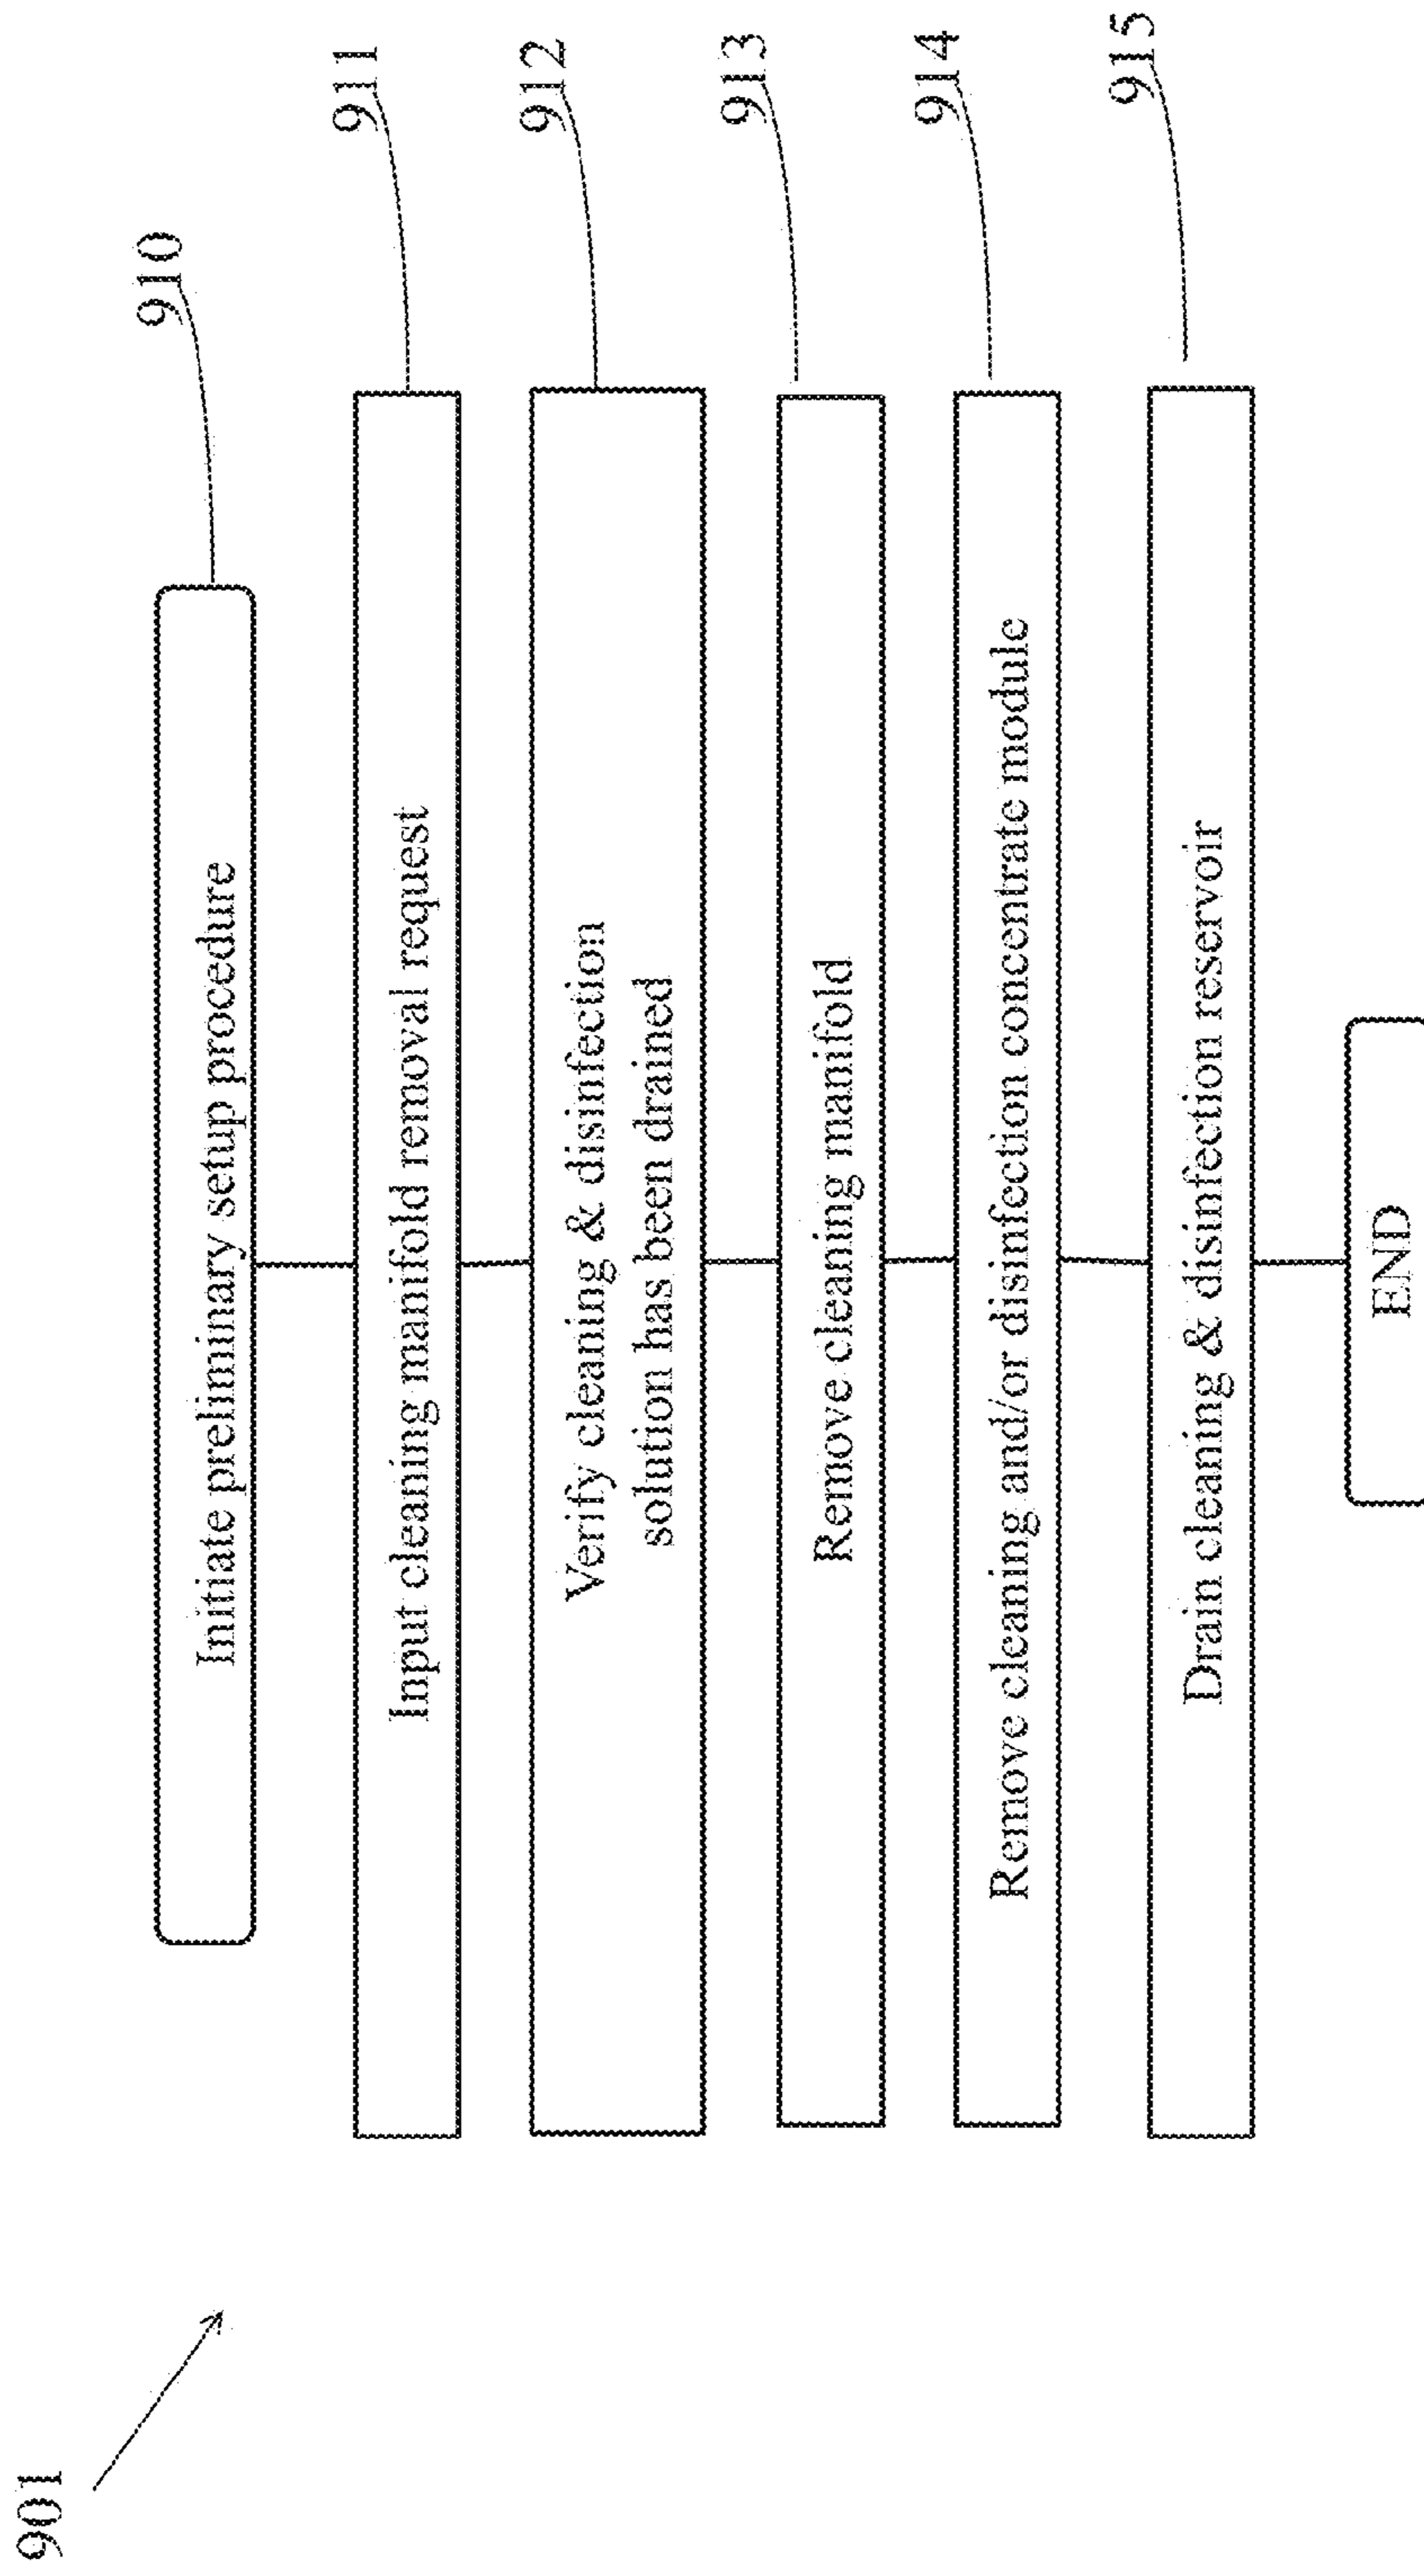 901
910
Initiate preliminary setup procedure
911
Input cleaning manifold removal request
912
Verify cleaning & disinfection
solution has been drained
913
Remove cleaning manifold
914
Remove cleaning and/or disinfection concentrate module
915
Drain cleaning & disinfection reservoir
END